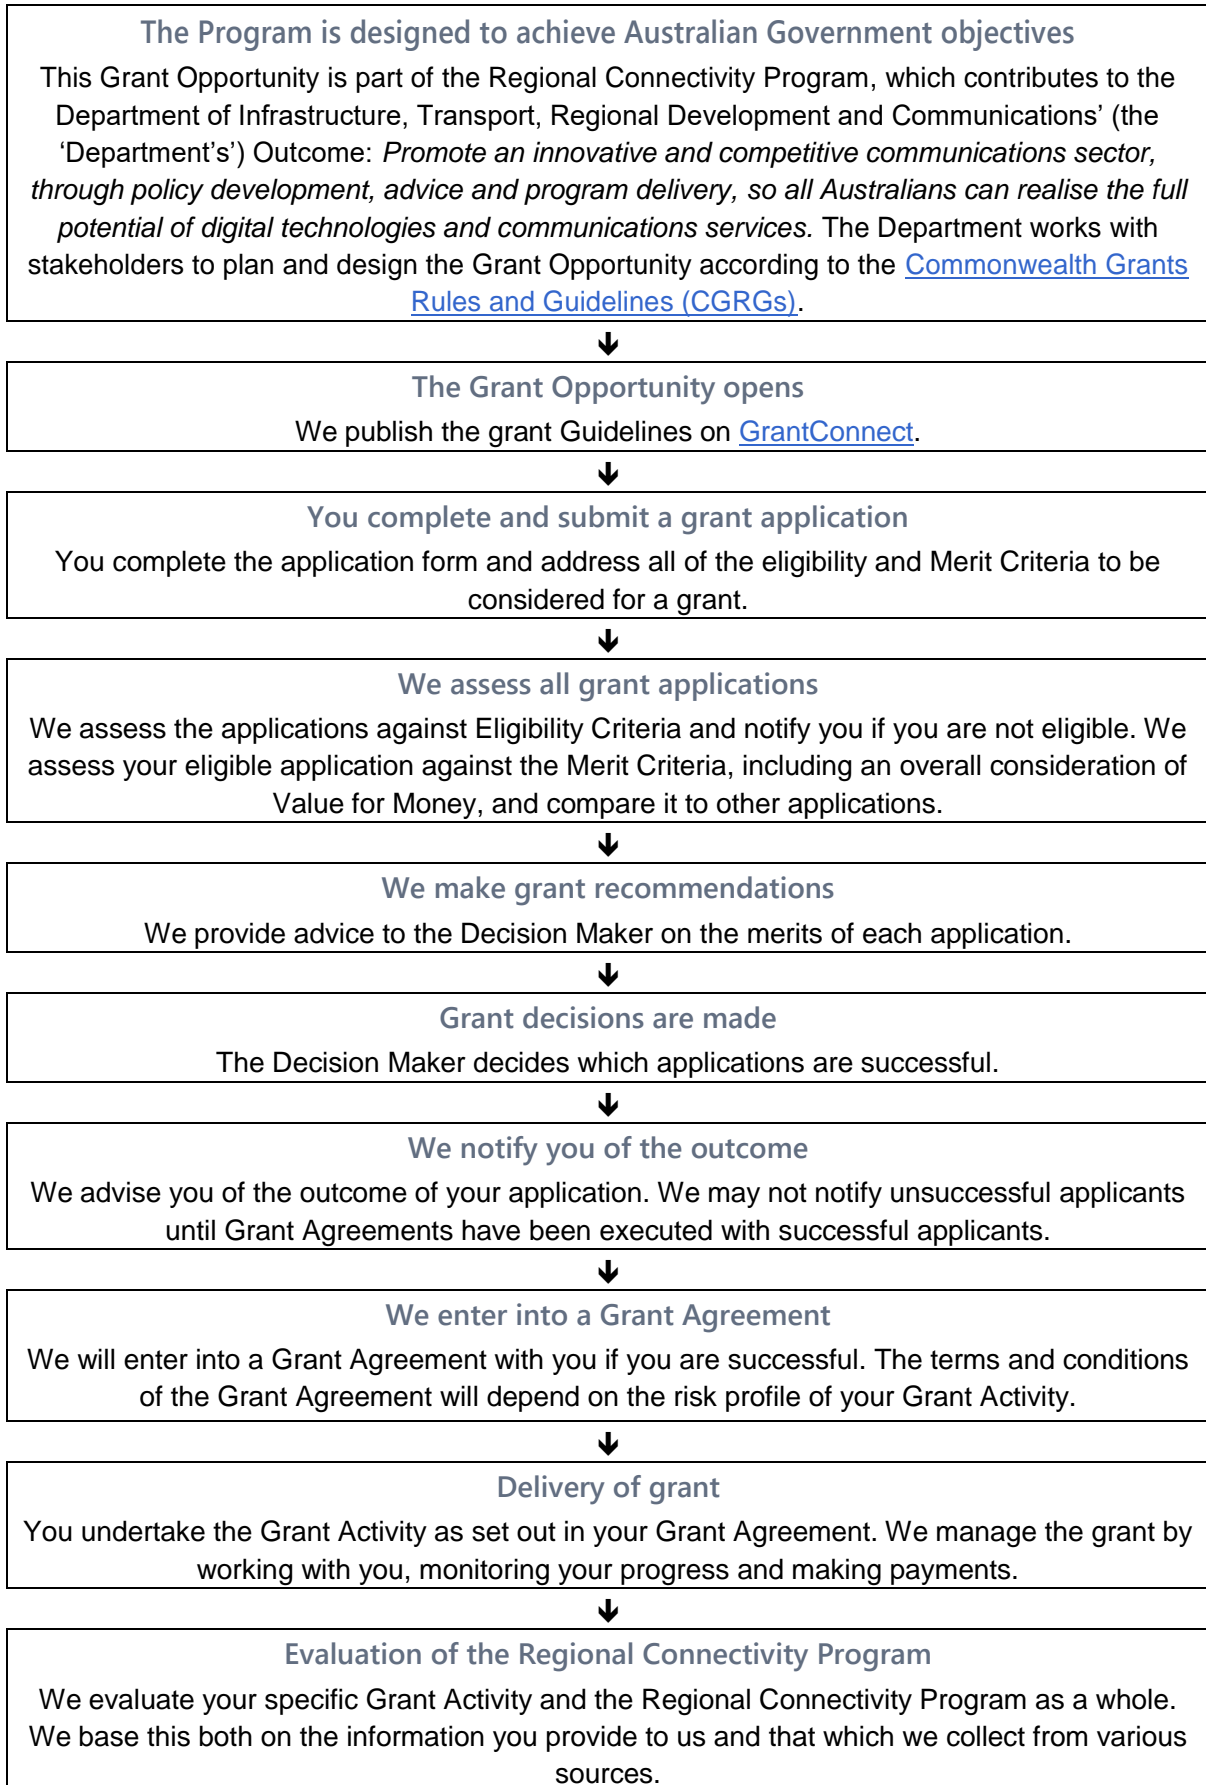 The Program is designed to achieve Australian Government objectives
This Grant Opportunity is part of the Regional Connectivity Program, which contributes to the
Department of Infrastructure, Transport, Regional Development and Communications’ (the
‘Department’s’) Outcome: Promote an innovative and competitive communications sector,
through policy development, advice and program delivery, so all Australians can realise the full
potential of digital technologies and communications services. The Department works with
stakeholders to plan and design the Grant Opportunity according to the Commonwealth Grants
Rules and Guidelines (CGRGs).
🡻
The Grant Opportunity opens
We publish the grant Guidelines on GrantConnect.
🡻
You complete and submit a grant application
You complete the application form and address all of the eligibility and Merit Criteria to be
considered for a grant.
🡻
We assess all grant applications
We assess the applications against Eligibility Criteria and notify you if you are not eligible. We
assess your eligible application against the Merit Criteria, including an overall consideration of
Value for Money, and compare it to other applications.
🡻
We make grant recommendations
We provide advice to the Decision Maker on the merits of each application.
🡻
Grant decisions are made
The Decision Maker decides which applications are successful.
🡻
We notify you of the outcome
We advise you of the outcome of your application. We may not notify unsuccessful applicants
until Grant Agreements have been executed with successful applicants.
🡻
We enter into a Grant Agreement
We will enter into a Grant Agreement with you if you are successful. The terms and conditions
of the Grant Agreement will depend on the risk profile of your Grant Activity.
🡻
Delivery of grant
You undertake the Grant Activity as set out in your Grant Agreement. We manage the grant by
working with you, monitoring your progress and making payments.
🡻
Evaluation of the Regional Connectivity Program
We evaluate your specific Grant Activity and the Regional Connectivity Program as a whole.
We base this both on the information you provide to us and that which we collect from various
sources.